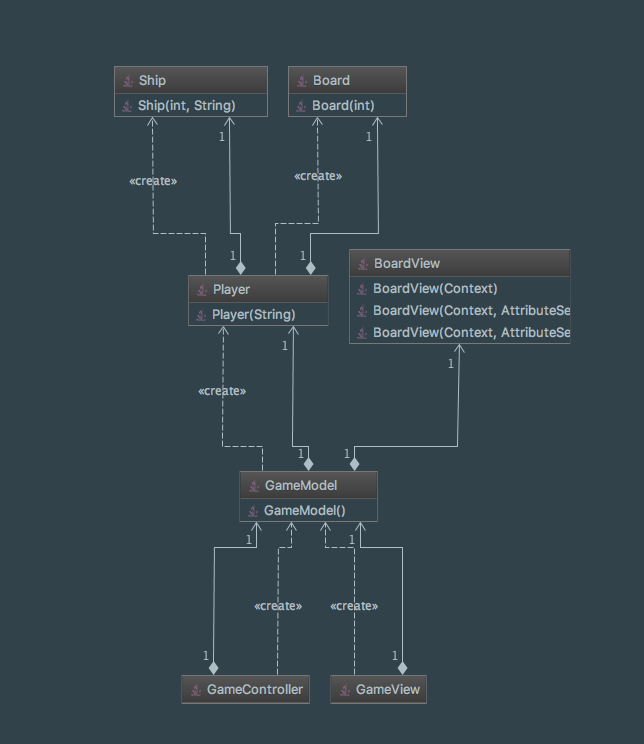 Ship
Board
Ship(int, String)
Board(int)
1
1
«create»
«create»
1
1
BoardView
Player
BoardView(Context)
Player(String)
BoardView(Context, AttributeSe
BoardView(Context, AttributeSe
1
1
«create»
1
1
GameModel
GameModel()
1
1
«create»
«create»
1
1
GameController
GameView